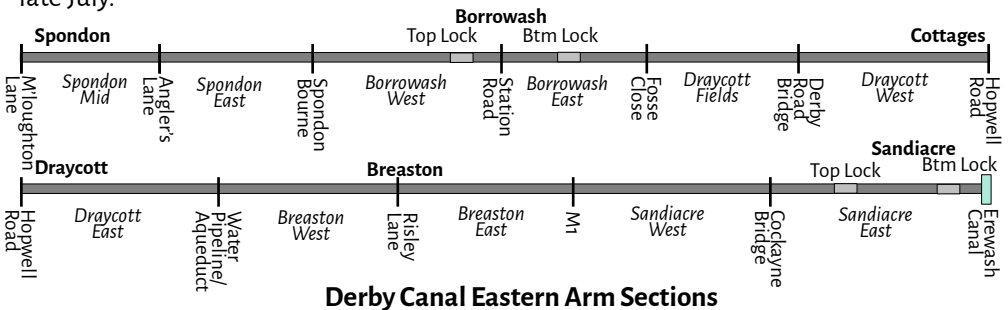 late July.
Borrowash
Spondon
Top Lock
Btm Lock
Cottages
Miloughton
Lane
Spondon
Mid
Angler's
Lane
Spondon
East
Spondon
Bourne
Borrowash
West
Station
Road
Borrowash
East
Fosse
Close
Draycott
Fields
Derby
Road
Bridge
Draycott
West
Hopwell
Road
Draycott
Breaston
Sandiacre
Top Lock
Btm Lock
Hopwell
Road
Draycott
East
Water
Pipeline/
Aqueduct
Breaston
West
Risley
Lane
Breaston
East
M1
Sandiacre
West
Cockayne
Bridge
Sandiacre
East
Erewash
Canal
Derby Canal Eastern Arm Sections